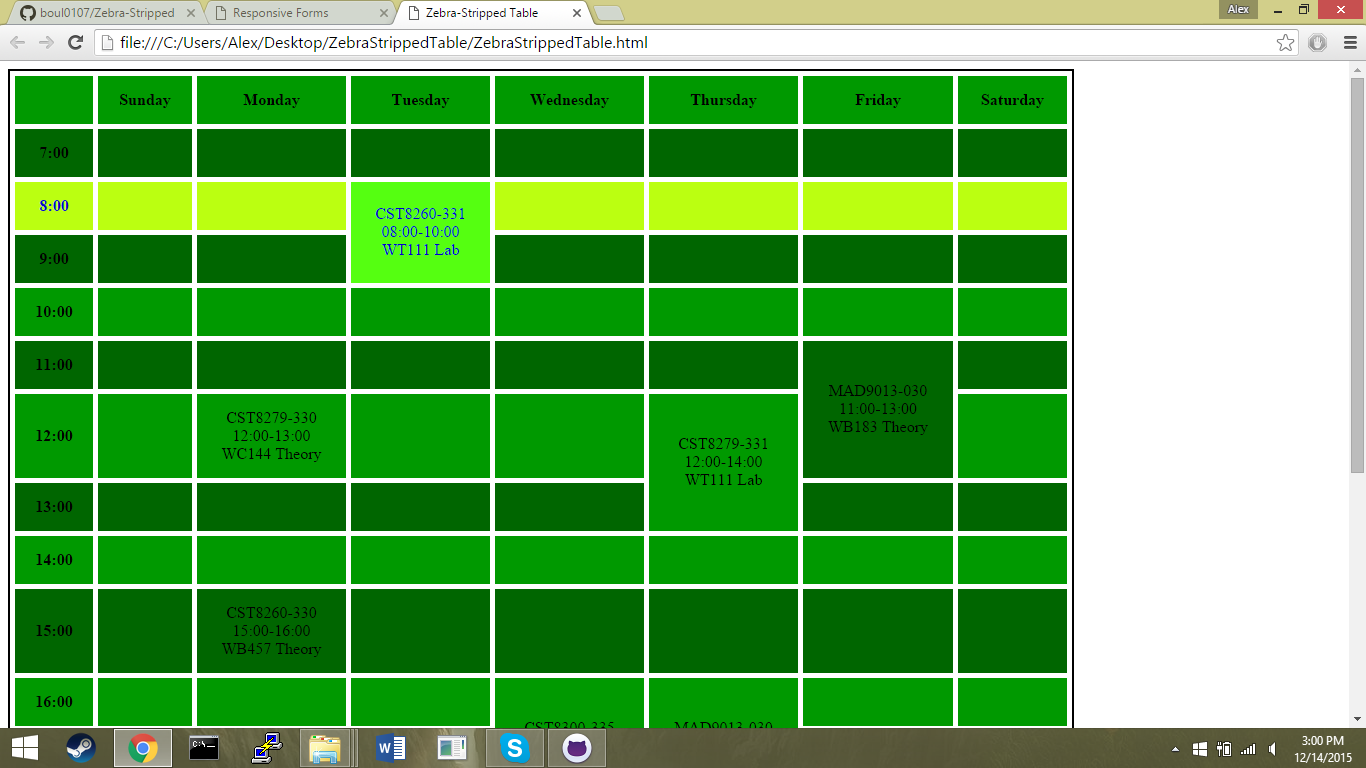 boul0107/Zebra-Stripped
Responsive Forms
Zebra-Stripped Table
Alex
file:///C:/Users/Alex/Desktop/ZebraStrippedTable/ZebraStrippedTable.html
Sunday Monday Tuesday Wednesday Thursday Friday Saturday
7:00
8:00
CST8260-331
08:00-10:00
WT111 Lab
9:00
10:00
11:00
MAD9013-030
11:00-13:00
WB183 Theory
12:00
CST8279-330
12:00-13:00
WC144 Theory
CST8279-331
12:00-14:00
WT111 Lab
13:00
14:00
15:00
CST8260-330
15:00-16:00
WB457 Theory
16:00
CST8300-335
MAD9013-030
3:00 PM
12/14/2015